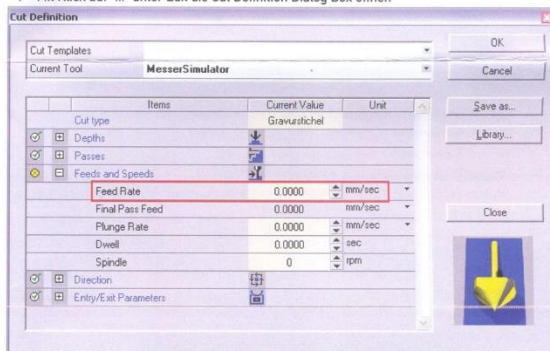 Cut Definition
Cut Templates
Current Tool MesserSimulator
OK
Cancel
Save as...
Library...
Close
Items Current Value Unit
Cut type Gravurstichel
Depths
Passes
Feeds and Speeds
Feed Rate 0.0000 mm/sec
Final Pass Feed 0.0000 mm/sec
Plunge Rate 0.0000 mm/sec
Dwell 0.0000 sec
Spindle 0 rpm
Direction
Entry/Exit Parameters